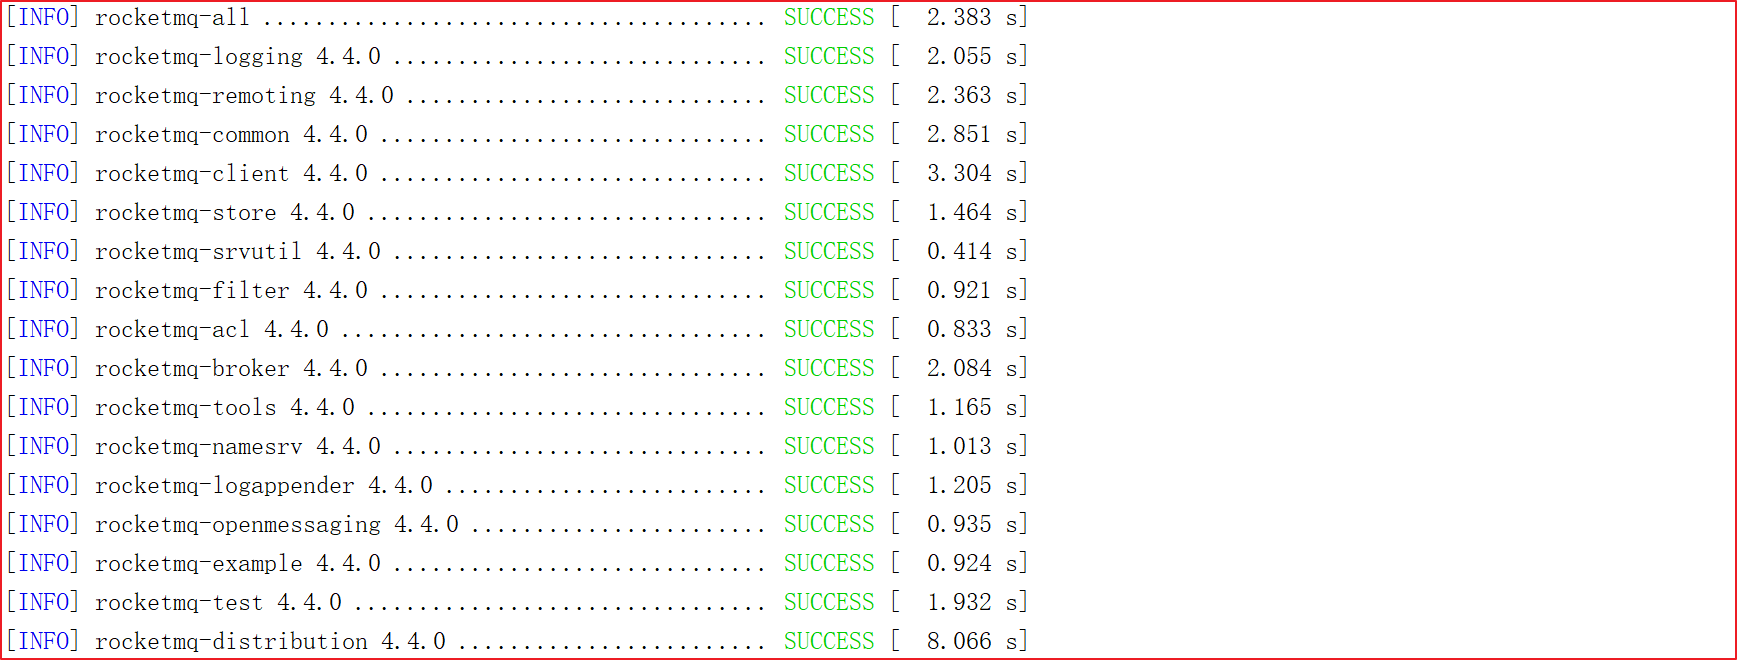 [INFO] rocketmq-all ....................................... SUCCESS [  2.383 s]
[INFO] rocketmq-logging 4.4.0 ............................. SUCCESS [  2.055 s]
[INFO] rocketmq-remoting 4.4.0 ............................ SUCCESS [  2.363 s]
[INFO] rocketmq-common 4.4.0 .............................. SUCCESS [  2.851 s]
[INFO] rocketmq-client 4.4.0 .............................. SUCCESS [  3.304 s]
[INFO] rocketmq-store 4.4.0 ............................... SUCCESS [  1.464 s]
[INFO] rocketmq-srvutil 4.4.0 ............................. SUCCESS [  0.414 s]
[INFO] rocketmq-filter 4.4.0 .............................. SUCCESS [  0.921 s]
[INFO] rocketmq-acl 4.4.0 ................................. SUCCESS [  0.833 s]
[INFO] rocketmq-broker 4.4.0 .............................. SUCCESS [  2.084 s]
[INFO] rocketmq-tools 4.4.0 ............................... SUCCESS [  1.165 s]
[INFO] rocketmq-namesrv 4.4.0 ............................. SUCCESS [  1.013 s]
[INFO] rocketmq-logappender 4.4.0 ......................... SUCCESS [  1.205 s]
[INFO] rocketmq-openmessaging 4.4.0 ....................... SUCCESS [  0.935 s]
[INFO] rocketmq-example 4.4.0 ............................. SUCCESS [  0.924 s]
[INFO] rocketmq-test 4.4.0 ................................ SUCCESS [  1.932 s]
[INFO] rocketmq-distribution 4.4.0 ........................ SUCCESS [  8.066 s]